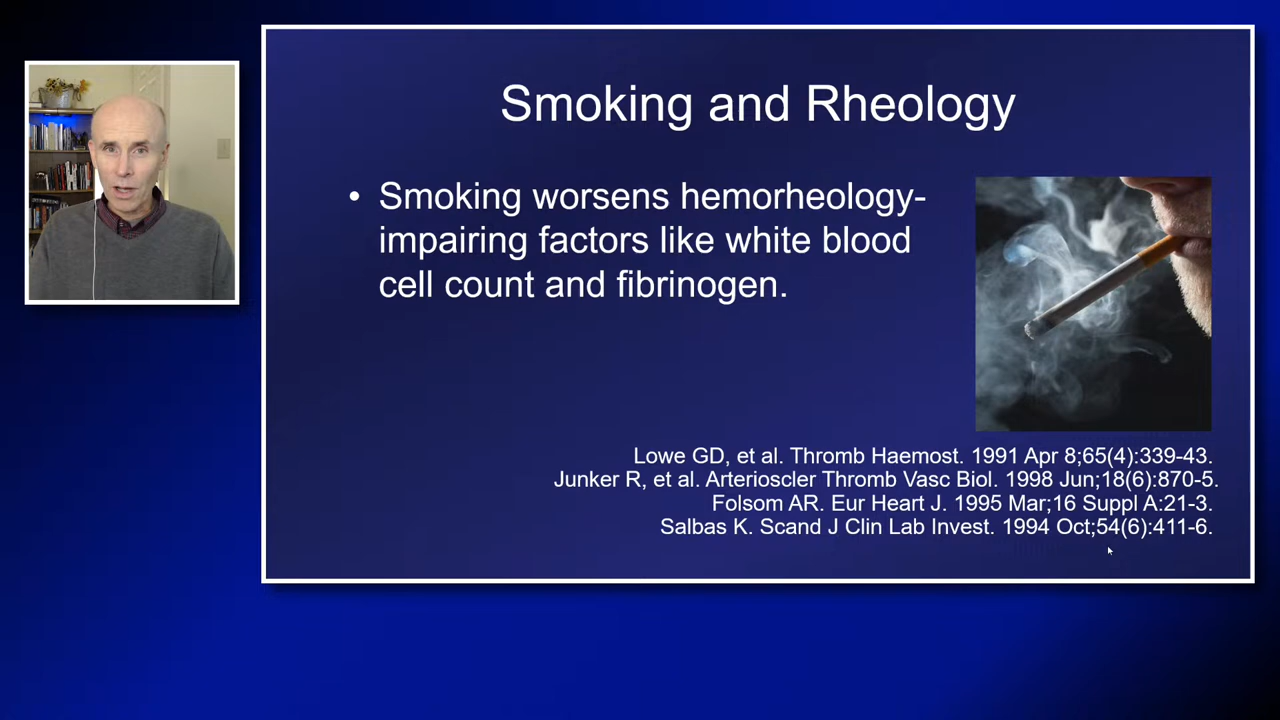 Smoking and Rheology
• Smoking worsens hemorheology-
impairing factors like white blood
cell count and fibrinogen.
Lowe GD, et al. Thromb Haemost. 1991 Apr 8;65(4):339-43.
Junker R, et al. Arterioscler Thromb Vasc Biol. 1998 Jun;18(6):870-5.
Folsom AR. Eur Heart J. 1995 Mar;16 Suppl A:21-3.
Salbas K. Scand J Clin Lab Invest. 1994 Oct;54(6):411-6.